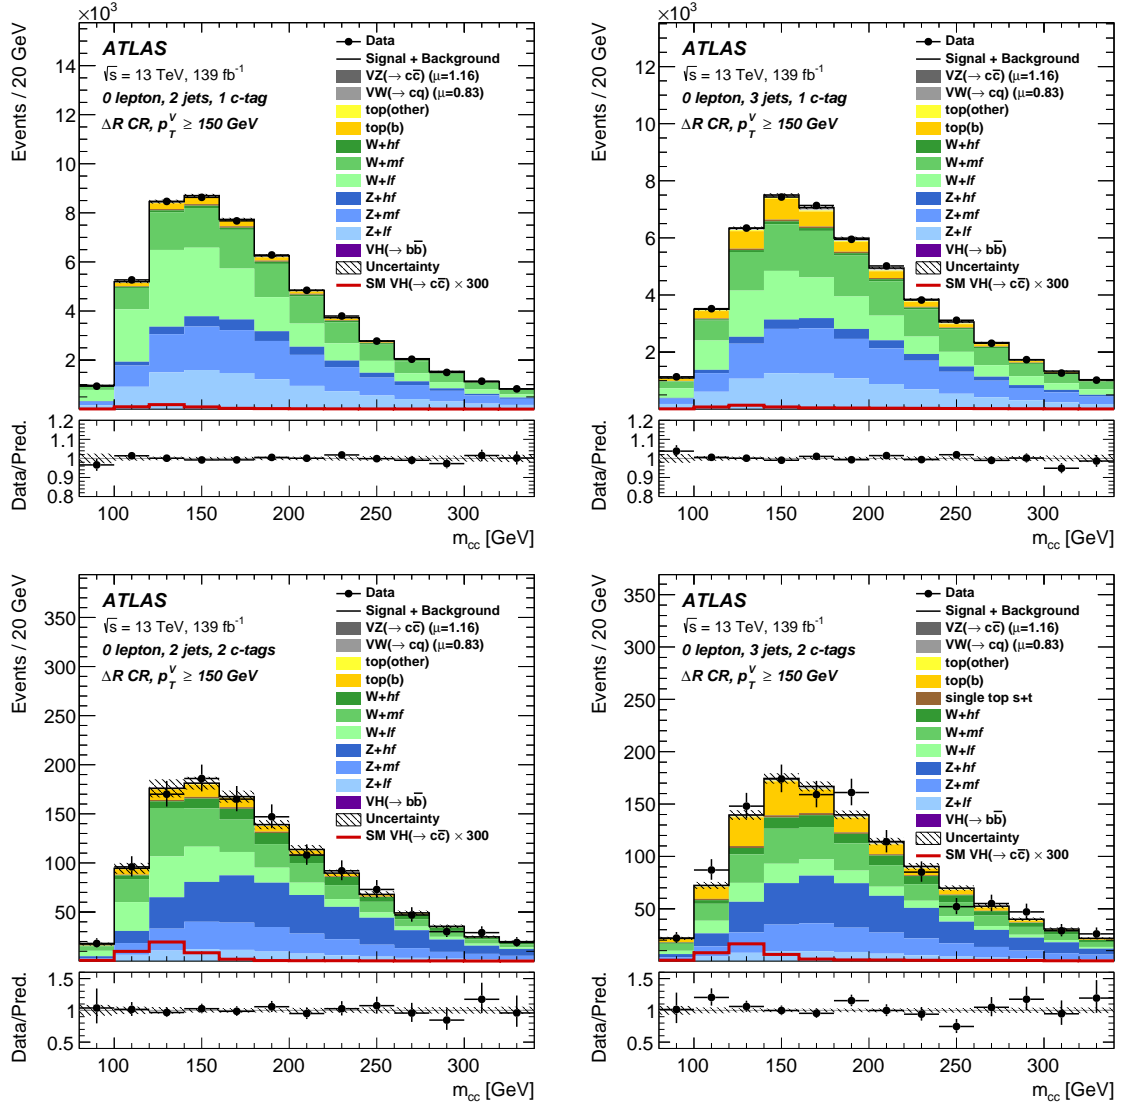 ×10³
Events / 20 GeV
14
12
10
8
6
4
2
ATLAS
√s = 13 TeV, 139 fb⁻¹
0 lepton, 2 jets, 1 c-tag
ΔR CR, p_T^V ≥ 150 GeV
Data
Signal + Background
VZ(→ cc̅) (μ=1.16)
VW(→ cq) (μ=0.83)
top(other)
top(b)
W+hf
W+mf
W+lf
Z+hf
Z+mf
Z+lf
VH(→ bb̅)
Uncertainty
SM VH(→ cc̅) × 300
Data/Pred.
1.2
1.1
1
0.9
0.8
100 150 200 250 300
m_cc [GeV]
×10³
Events / 20 GeV
12
10
8
6
4
2
ATLAS
√s = 13 TeV, 139 fb⁻¹
0 lepton, 3 jets, 1 c-tag
ΔR CR, p_T^V ≥ 150 GeV
Data
Signal + Background
VZ(→ cc̅) (μ=1.16)
VW(→ cq) (μ=0.83)
top(other)
top(b)
W+hf
W+mf
W+lf
Z+hf
Z+mf
Z+lf
VH(→ bb̅)
Uncertainty
SM VH(→ cc̅) × 300
Data/Pred.
1.2
1.1
1
0.9
0.8
100 150 200 250 300
m_cc [GeV]
Events / 20 GeV
350
300
250
200
150
100
50
ATLAS
√s = 13 TeV, 139 fb⁻¹
0 lepton, 2 jets, 2 c-tags
ΔR CR, p_T^V ≥ 150 GeV
Data
Signal + Background
VZ(→ cc̅) (μ=1.16)
VW(→ cq) (μ=0.83)
top(other)
top(b)
W+hf
W+mf
W+lf
Z+hf
Z+mf
Z+lf
VH(→ bb̅)
Uncertainty
SM VH(→ cc̅) × 300
Data/Pred.
1.5
1
0.5
100 150 200 250 300
m_cc [GeV]
Events / 20 GeV
350
300
250
200
150
100
50
ATLAS
√s = 13 TeV, 139 fb⁻¹
0 lepton, 3 jets, 2 c-tags
ΔR CR, p_T^V ≥ 150 GeV
Data
Signal + Background
VZ(→ cc̅) (μ=1.16)
VW(→ cq) (μ=0.83)
top(other)
top(b)
single top s+t
W+hf
W+mf
W+lf
Z+hf
Z+mf
Z+lf
VH(→ bb̅)
Uncertainty
SM VH(→ cc̅) × 300
Data/Pred.
1.5
1
0.5
100 150 200 250 300
m_cc [GeV]